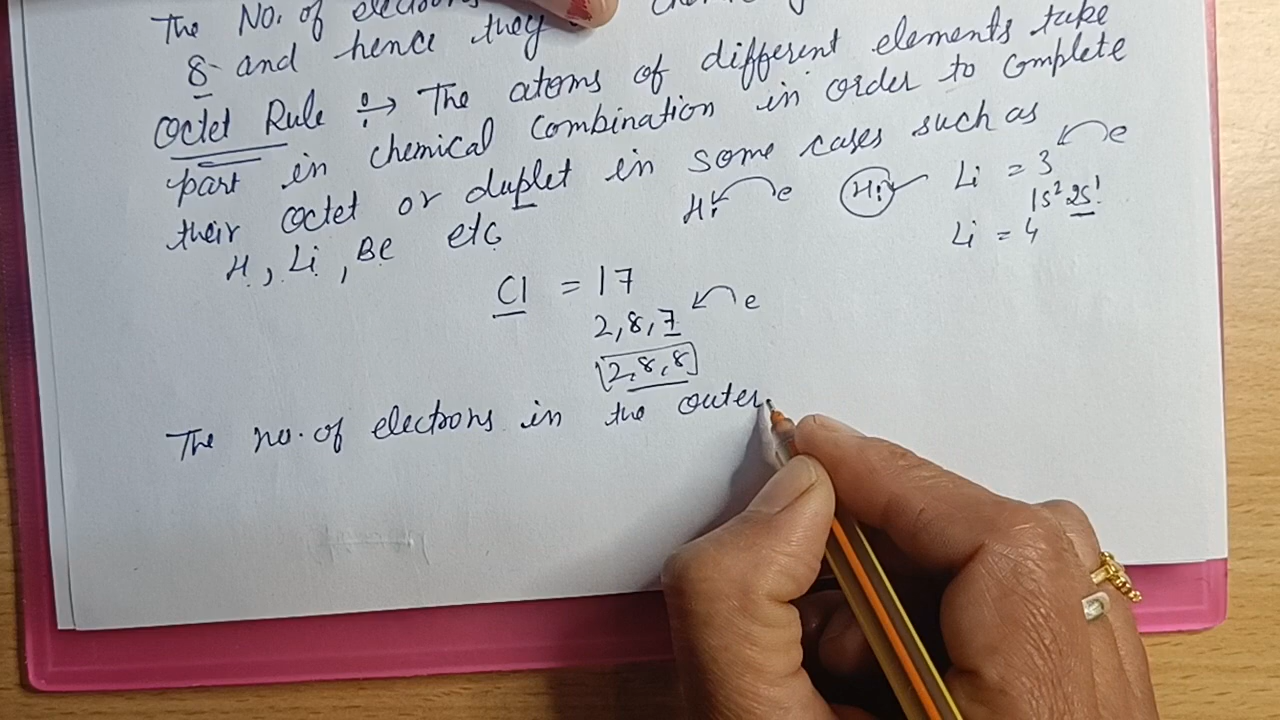 The No. of electrons
8 and hence they
Octet Rule :→ The atoms of different elements take
part in chemical combination in order to complete
their octet or duplet in some cases such as
H, Li, Be etc
H. e
H:
Li = 3 e
1s² 2s¹
Li = 4
Cl = 17
2,8,7 e
2,8,8
The no. of electrons in the outer